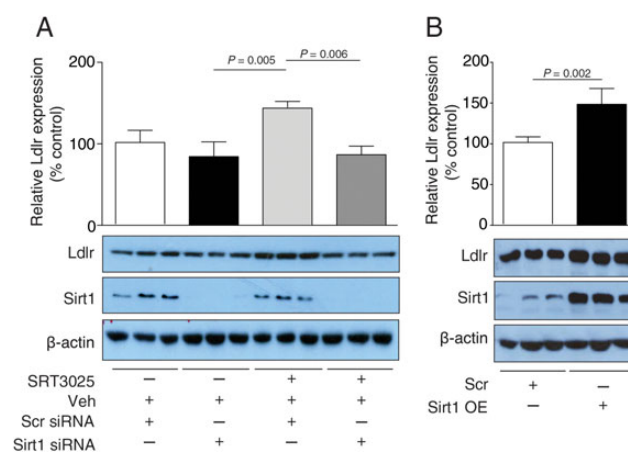 A
Relative Ldlr expression
(% control)
200
100
0
P = 0.005
P = 0.006
Ldlr
Sirt1
β-actin
SRT3025 − − + +
Veh + + + +
Scr siRNA + − + −
Sirt1 siRNA − + − +
B
Relative Ldlr expression
(% control)
200
150
100
50
0
P = 0.002
Ldlr
Sirt1
β-actin
Scr + −
Sirt1 OE − +